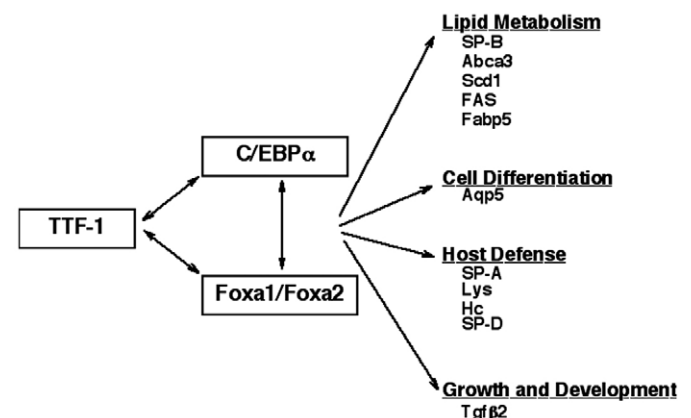 Lipid Metabolism
SP-B
Abca3
Scd1
FAS
Fabp5
C/EBPα
Cell Differentiation
Aqp5
TTF-1
Host Defense
SP-A
Lys
Hc
SP-D
Foxa1/Foxa2
Growth and Development
Tgfβ2